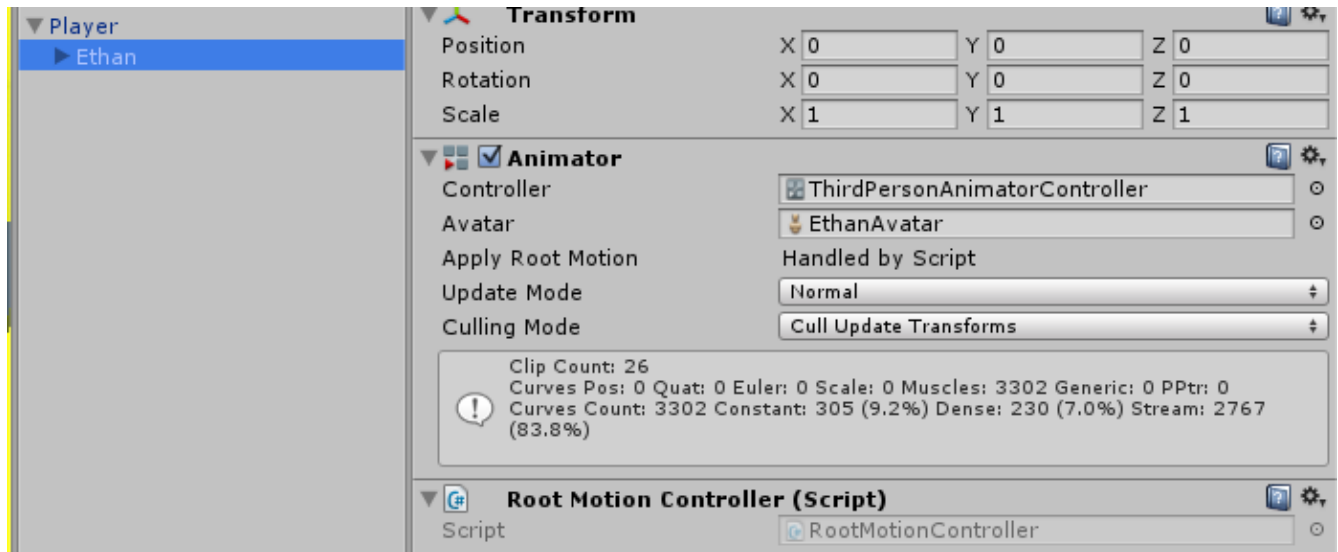 Player
Ethan
Transform
Position X 0 Y 0 Z 0
Rotation X 0 Y 0 Z 0
Scale X 1 Y 1 Z 1
Animator
Controller ThirdPersonAnimatorController
Avatar EthanAvatar
Apply Root Motion Handled by Script
Update Mode Normal
Culling Mode Cull Update Transforms
Clip Count: 26
Curves Pos: 0 Quat: 0 Euler: 0 Scale: 0 Muscles: 3302 Generic: 0 PPtr: 0
Curves Count: 3302 Constant: 305 (9.2%) Dense: 230 (7.0%) Stream: 2767
(83.8%)
Root Motion Controller (Script)
Script RootMotionController